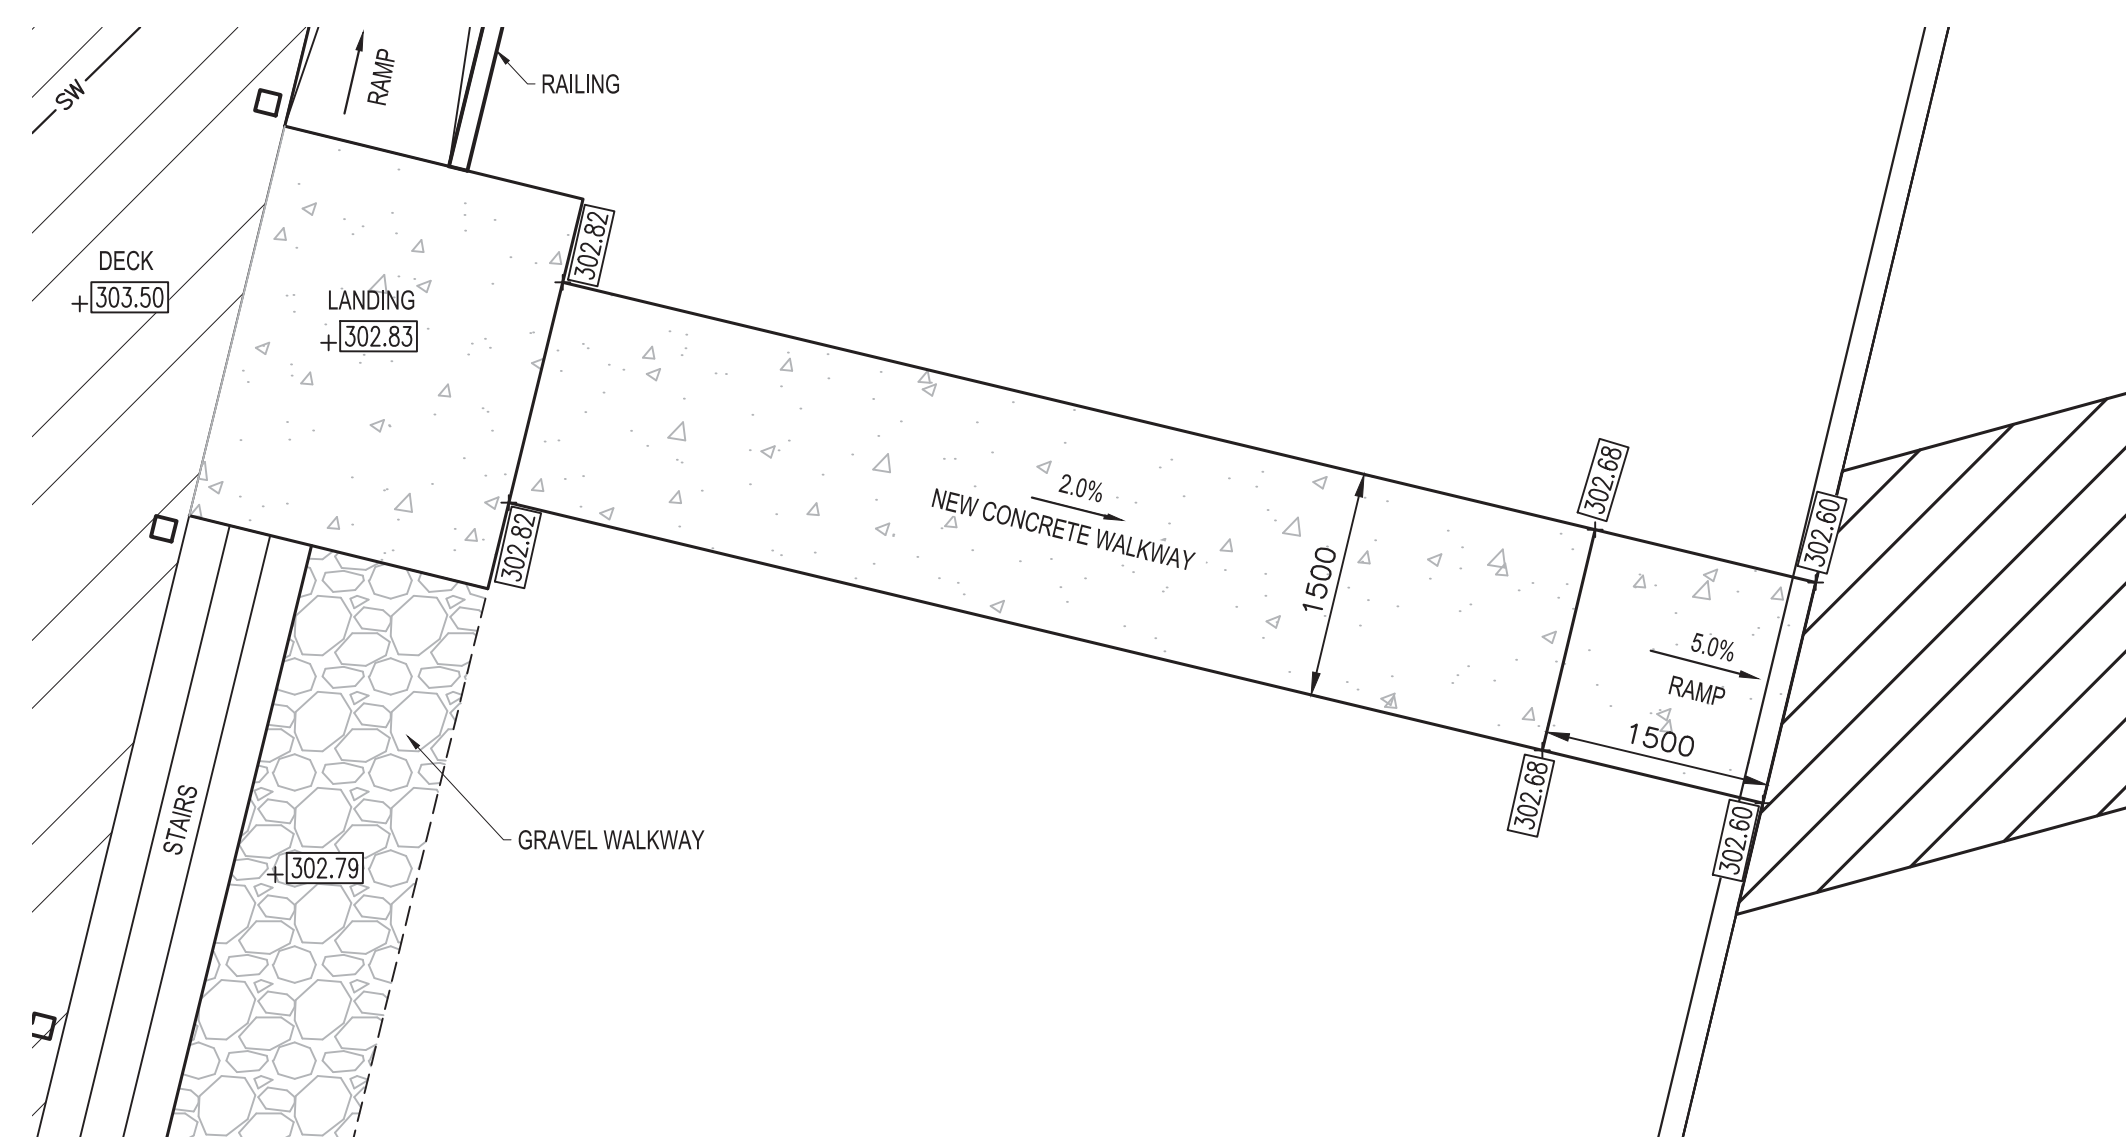 SW
RAMP
RAILING
302.82
DECK
+303.50
LANDING
+302.83
302.82
2.0%
NEW CONCRETE WALKWAY
1500
302.68
302.60
5.0%
RAMP
1500
302.68
302.60
STAIRS
GRAVEL WALKWAY
+302.79